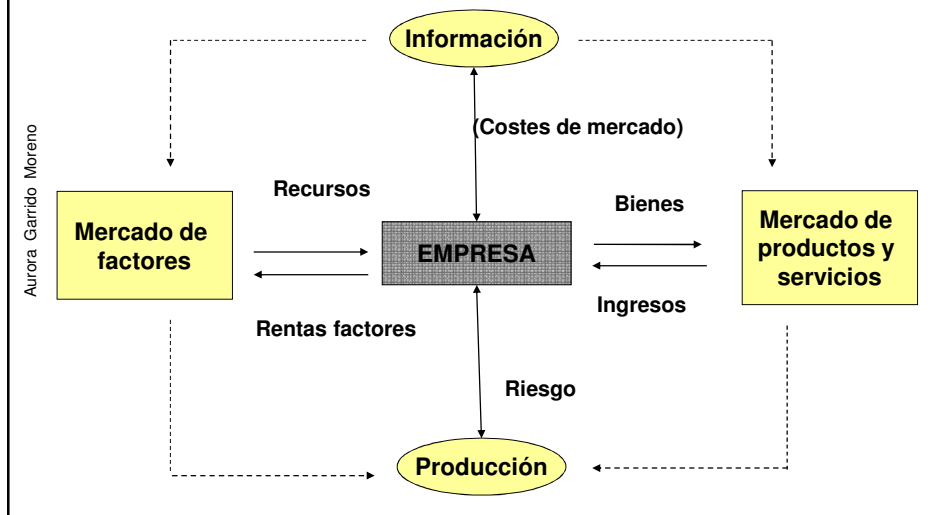 Información
(Costes de mercado)
Aurora Garrido Moreno
Recursos
Bienes
Mercado de
factores
EMPRESA
Mercado de
productos y
servicios
Rentas factores
Ingresos
Riesgo
Producción